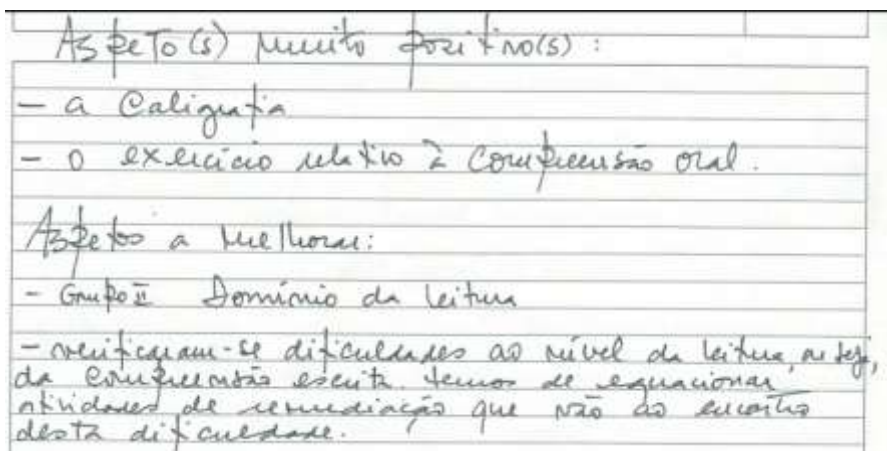 Aspeto(s) muito positivo(s) :
- a Caligrafia
- o exercício relativo à compreensão oral.
Aspetos a melhorar:
- Grupo II Domínio da leitura
- verificaram-se dificuldades ao nível da leitura, ou seja,
da compreensão escrita. temos de equacionar
atividades de remediação que vão ao encontro
desta dificuldade.